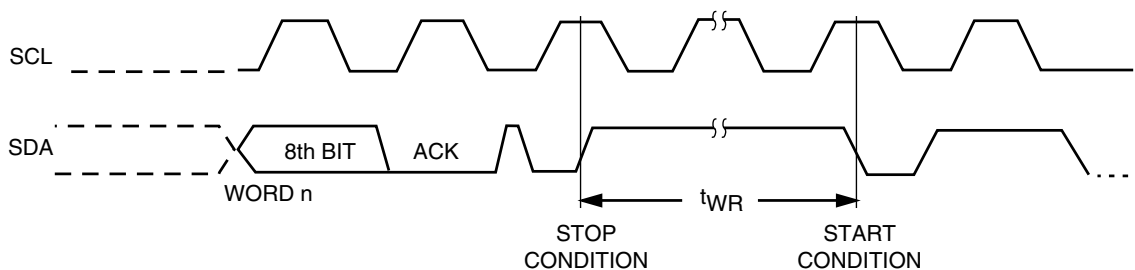 SCL
SDA
8th BIT
ACK
WORD n
tWR
STOP
CONDITION
START
CONDITION